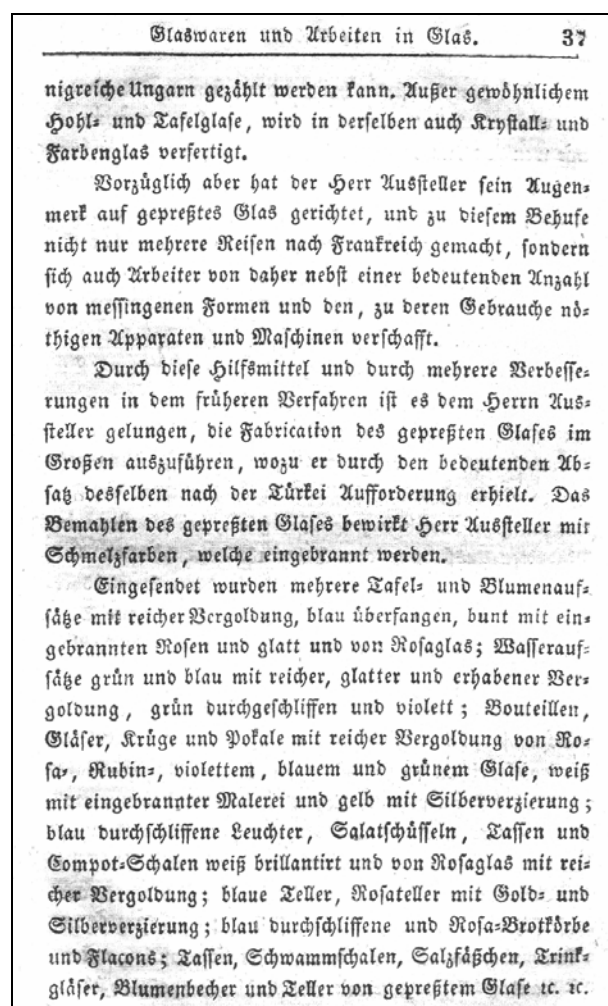 Glaswaren und Arbeiten in Glas. 37
nigreiche Ungarn gezählt werden kann. Außer gewöhnlichem
Hohl- und Tafelglase, wird in derselben auch Krystall- und
Farbenglas verfertigt.
Vorzüglich aber hat der Herr Aussteller sein Augen-
merk auf gepreßtes Glas gerichtet, und zu diesem Behufe
nicht nur mehrere Reisen nach Frankreich gemacht, sondern
sich auch Arbeiter von daher nebst einer bedeutenden Anzahl
von messingenen Formen und den, zu deren Gebrauche nö-
thigen Apparaten und Maschinen verschafft.
Durch diese Hilfsmittel und durch mehrere Verbesse-
rungen in dem früheren Verfahren ist es dem Herrn Aus-
steller gelungen, die Fabrication des gepreßten Glases im
Großen auszuführen, wozu er durch den bedeutenden Ab-
satz desselben nach der Türkei Aufforderung erhielt. Das
Bemahlen des gepreßten Glases bewirkt Herr Aussteller mit
Schmelzfarben, welche eingebrannt werden.
Eingesendet wurden mehrere Tafel- und Blumenauf-
sätze mit reicher Vergoldung, blau überfangen, bunt mit ein-
gebrannten Rosen und glatt und von Rosaglas; Wasserauf-
sätze grün und blau mit reicher, glatter und erhabener Ver-
goldung, grün durchgeschliffen und violett; Bouteillen,
Gläser, Krüge und Pokale mit reicher Vergoldung von Ro-
sa-, Rubin-, violettem, blauem und grünem Glase, weiß
mit eingebrannter Malerei und gelb mit Silberverzierung;
blau durchschliffene Leuchter, Salatschüsseln, Tassen und
Compot-Schalen weiß brillantirt und von Rosaglas mit rei-
cher Vergoldung; blaue Teller, Rosateller mit Gold- und
Silberverzierung; blau durchschliffene und Rosa-Brotkörbe
und Flacons; Tassen, Schwammschalen, Salzfäßchen, Trink-
gläser, Blumenbecher und Teller von gepreßtem Glase ꝛc. ꝛc.